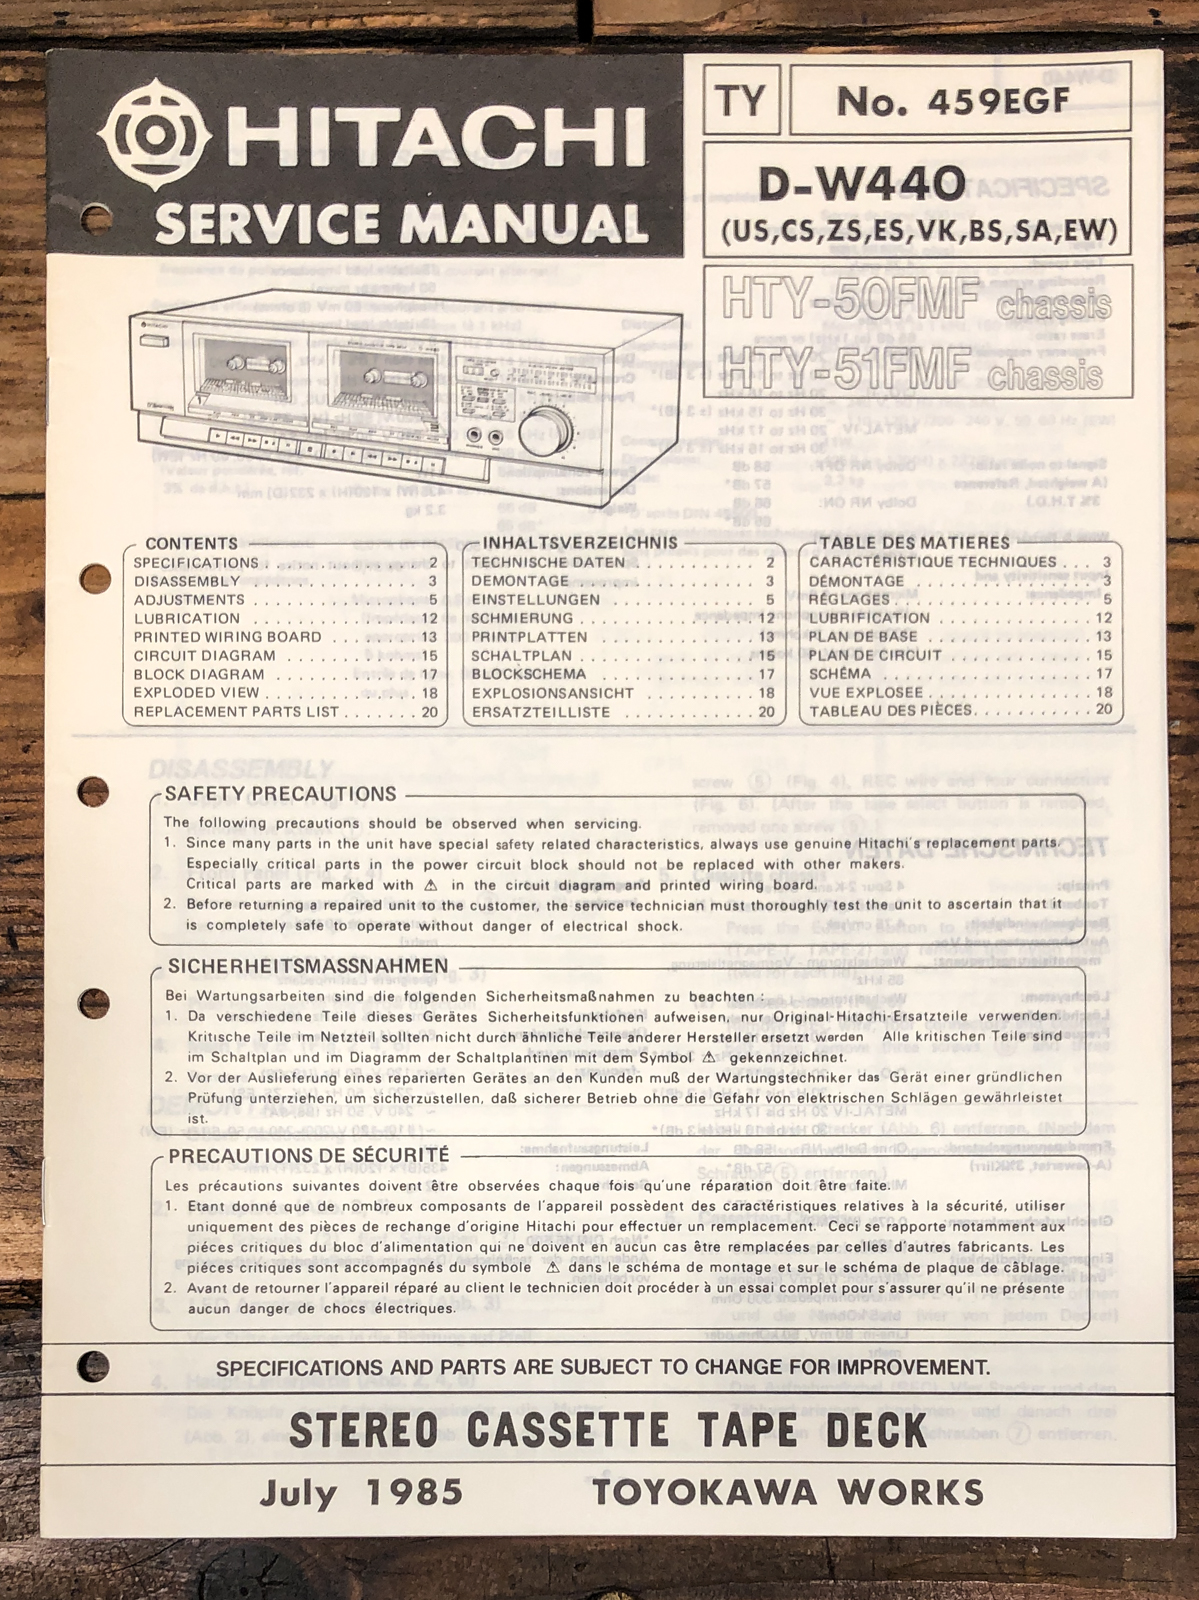 HITACHI
SERVICE MANUAL
TY
No. 459EGF
D-W440
(US,CS,ZS,ES,VK,BS,SA,EW)
HTY-50FMF chassis
HTY-51FMF chassis
HITACHI
CONTENTS
SPECIFICATIONS . . . . . . . . . . . . . 2
DISASSEMBLY . . . . . . . . . . . . . . . 3
ADJUSTMENTS . . . . . . . . . . . . . . 5
LUBRICATION . . . . . . . . . . . . . . 12
PRINTED WIRING BOARD . . . . . . . 13
CIRCUIT DIAGRAM . . . . . . . . . . . 15
BLOCK DIAGRAM . . . . . . . . . . . . 17
EXPLODED VIEW . . . . . . . . . . . . . 18
REPLACEMENT PARTS LIST . . . . . . . 20
INHALTSVERZEICHNIS
TECHNISCHE DATEN . . . . . . . . . . . 2
DEMONTAGE . . . . . . . . . . . . . . . 3
EINSTELLUNGEN . . . . . . . . . . . . 5
SCHMIERUNG . . . . . . . . . . . . . . 12
PRINTPLATTEN . . . . . . . . . . . . . 13
SCHALTPLAN . . . . . . . . . . . . . . 15
BLOCKSCHEMA . . . . . . . . . . . . . 17
EXPLOSIONSANSICHT . . . . . . . . . . 18
ERSATZTEILLISTE . . . . . . . . . . . . 20
TABLE DES MATIERES
CARACTÉRISTIQUE TECHNIQUES . . . 3
DÉMONTAGE . . . . . . . . . . . . . . . 3
RÉGLAGES . . . . . . . . . . . . . . . . 5
LUBRIFICATION . . . . . . . . . . . . . 12
PLAN DE BASE . . . . . . . . . . . . . 13
PLAN DE CIRCUIT . . . . . . . . . . . 15
SCHÉMA . . . . . . . . . . . . . . . . . 17
VUE EXPLOSEE . . . . . . . . . . . . . 18
TABLEAU DES PIÈCES. . . . . . . . . . . 20
SAFETY PRECAUTIONS
The following precautions should be observed when servicing.
1. Since many parts in the unit have special safety related characteristics, always use genuine Hitachi's replacement parts.
Especially critical parts in the power circuit block should not be replaced with other makers.
Critical parts are marked with ⚠ in the circuit diagram and printed wiring board.
2. Before returning a repaired unit to the customer, the service technician must thoroughly test the unit to ascertain that it
is completely safe to operate without danger of electrical shock.
SICHERHEITSMASSNAHMEN
Bei Wartungsarbeiten sind die folgenden Sicherheitsmaßnahmen zu beachten :
1. Da verschiedene Teile dieses Gerätes Sicherheitsfunktionen aufweisen, nur Original-Hitachi-Ersatzteile verwenden.
Kritische Teile im Netzteil sollten nicht durch ähnliche Teile anderer Hersteller ersetzt werden Alle kritischen Teile sind
im Schaltplan und im Diagramm der Schaltplatinen mit dem Symbol ⚠ gekennzeichnet.
2. Vor der Auslieferung eines reparierten Gerätes an den Kunden muß der Wartungstechniker das Gerät einer gründlichen
Prüfung unterziehen, um sicherzustellen, daß sicherer Betrieb ohne die Gefahr von elektrischen Schlägen gewährleistet
ist.
PRECAUTIONS DE SÉCURITÉ
Les précautions suivantes doivent être observées chaque fois qu'une réparation doit être faite.
1. Etant donné que de nombreux composants de l'appareil possèdent des caractéristiques relatives à la sécurité, utiliser
uniquement des pièces de rechange d'origine Hitachi pour effectuer un remplacement. Ceci se rapporte notamment aux
piéces critiques du bloc d'alimentation qui ne doivent en aucun cas être remplacées par celles d'autres fabricants. Les
piéces critiques sont accompagnés du symbole ⚠ dans le schéma de montage et sur le schéma de plaque de câblage.
2. Avant de retourner l'appareil réparé au client le technicien doit procéder à un essai complet pour s'assurer qu'il ne présente
aucun danger de chocs électriques.
SPECIFICATIONS AND PARTS ARE SUBJECT TO CHANGE FOR IMPROVEMENT.
STEREO CASSETTE TAPE DECK
July 1985 TOYOKAWA WORKS